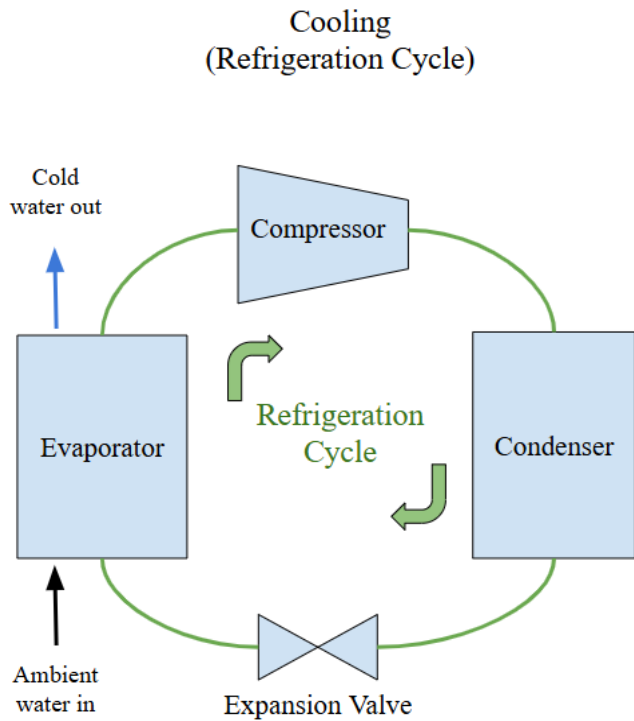 Cooling
(Refrigeration Cycle)
Cold
water out
Compressor
Evaporator
Refrigeration
Cycle
Condenser
Ambient
water in
Expansion Valve